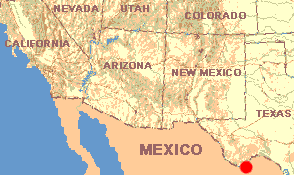 NEVADA UTAH COLORADO
CALIFORNIA
ARIZONA
NEW MEXICO
TEXAS
MEXICO